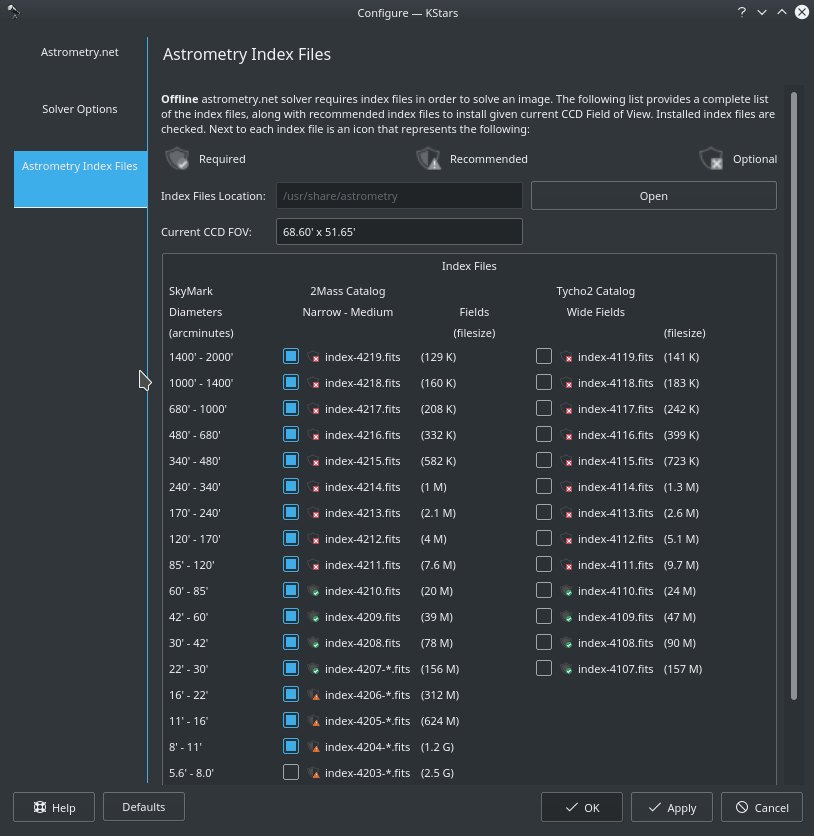 Configure — KStars
?
Astrometry.net
Solver Options
Astrometry Index Files
Astrometry Index Files
Offline astrometry.net solver requires index files in order to solve an image. The following list provides a complete list
of the index files, along with recommended index files to install given current CCD Field of View. Installed index files are
checked. Next to each index file is an icon that represents the following:
Required Recommended Optional
Index Files Location: /usr/share/astrometry Open
Current CCD FOV: 68.60' x 51.65'
Index Files
SkyMark 2Mass Catalog Tycho2 Catalog
Diameters Narrow - Medium Fields Wide Fields
(arcminutes) (filesize) (filesize)
1400' - 2000' index-4219.fits (129 K) index-4119.fits (141 K)
1000' - 1400' index-4218.fits (160 K) index-4118.fits (183 K)
680' - 1000' index-4217.fits (208 K) index-4117.fits (242 K)
480' - 680' index-4216.fits (332 K) index-4116.fits (399 K)
340' - 480' index-4215.fits (582 K) index-4115.fits (723 K)
240' - 340' index-4214.fits (1 M) index-4114.fits (1.3 M)
170' - 240' index-4213.fits (2.1 M) index-4113.fits (2.6 M)
120' - 170' index-4212.fits (4 M) index-4112.fits (5.1 M)
85' - 120' index-4211.fits (7.6 M) index-4111.fits (9.7 M)
60' - 85' index-4210.fits (20 M) index-4110.fits (24 M)
42' - 60' index-4209.fits (39 M) index-4109.fits (47 M)
30' - 42' index-4208.fits (78 M) index-4108.fits (90 M)
22' - 30' index-4207-*.fits (156 M) index-4107.fits (157 M)
16' - 22' index-4206-*.fits (312 M)
11' - 16' index-4205-*.fits (624 M)
8' - 11' index-4204-*.fits (1.2 G)
5.6' - 8.0' index-4203-*.fits (2.5 G)
Help Defaults OK Apply Cancel